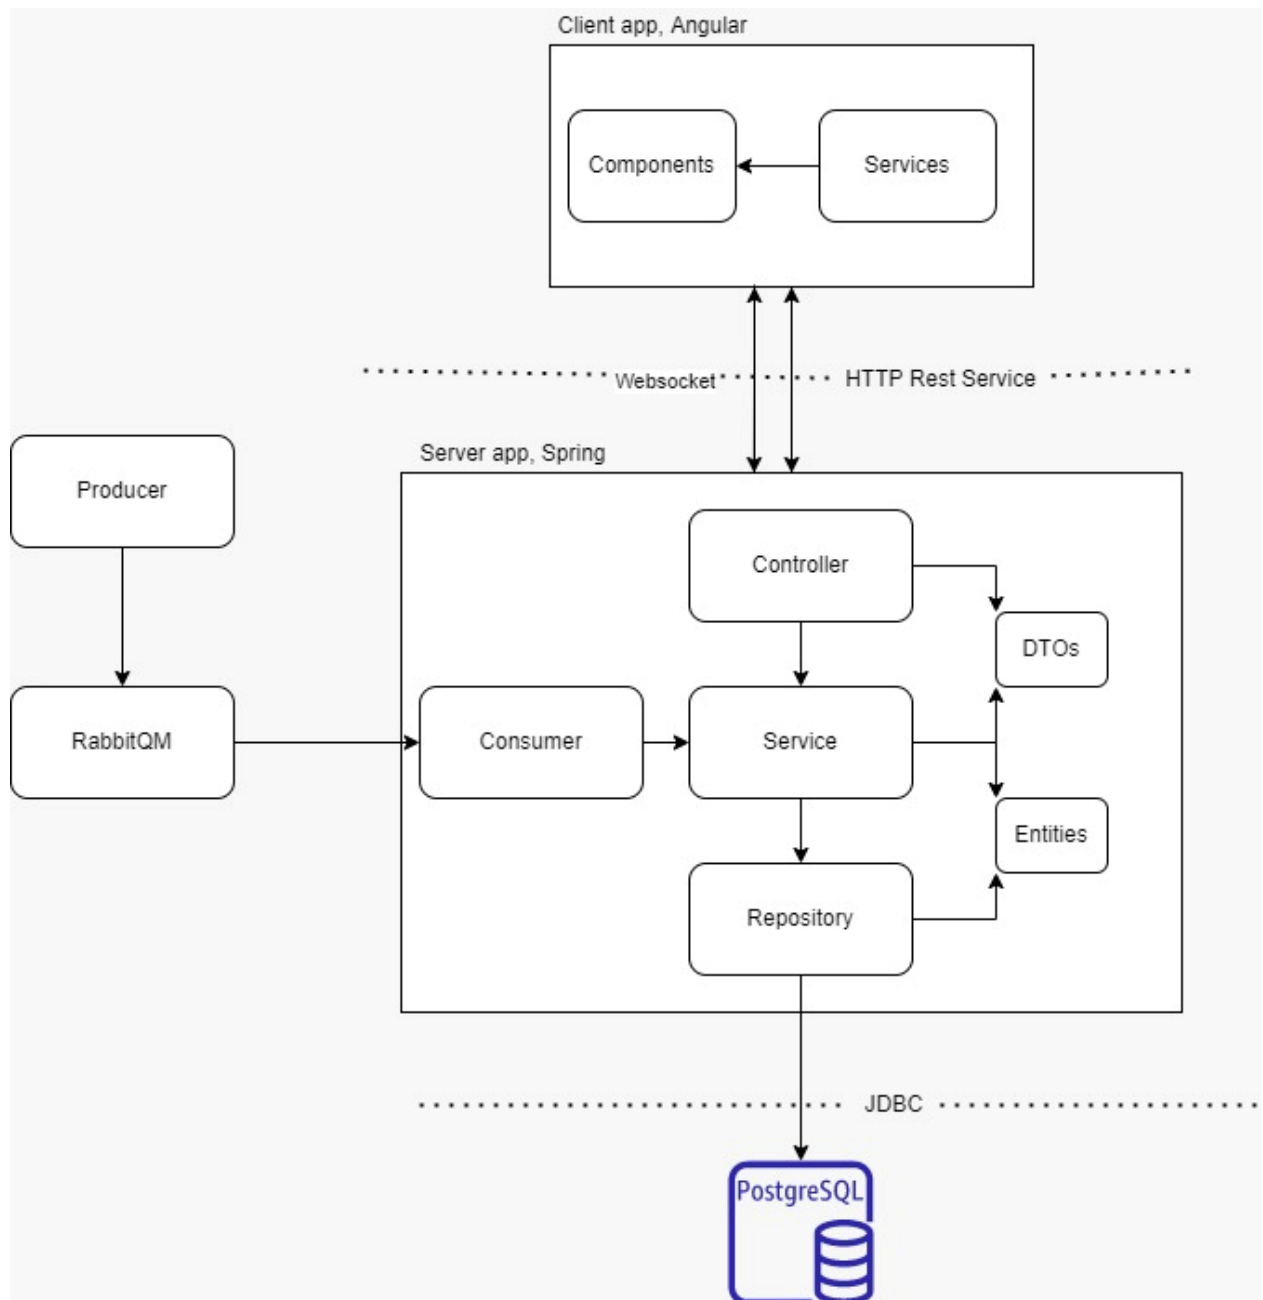 Client app, Angular
Components
Services
Websocket
HTTP Rest Service
Server app, Spring
Producer
Controller
DTOs
RabbitQM
Consumer
Service
Entities
Repository
JDBC
PostgreSQL